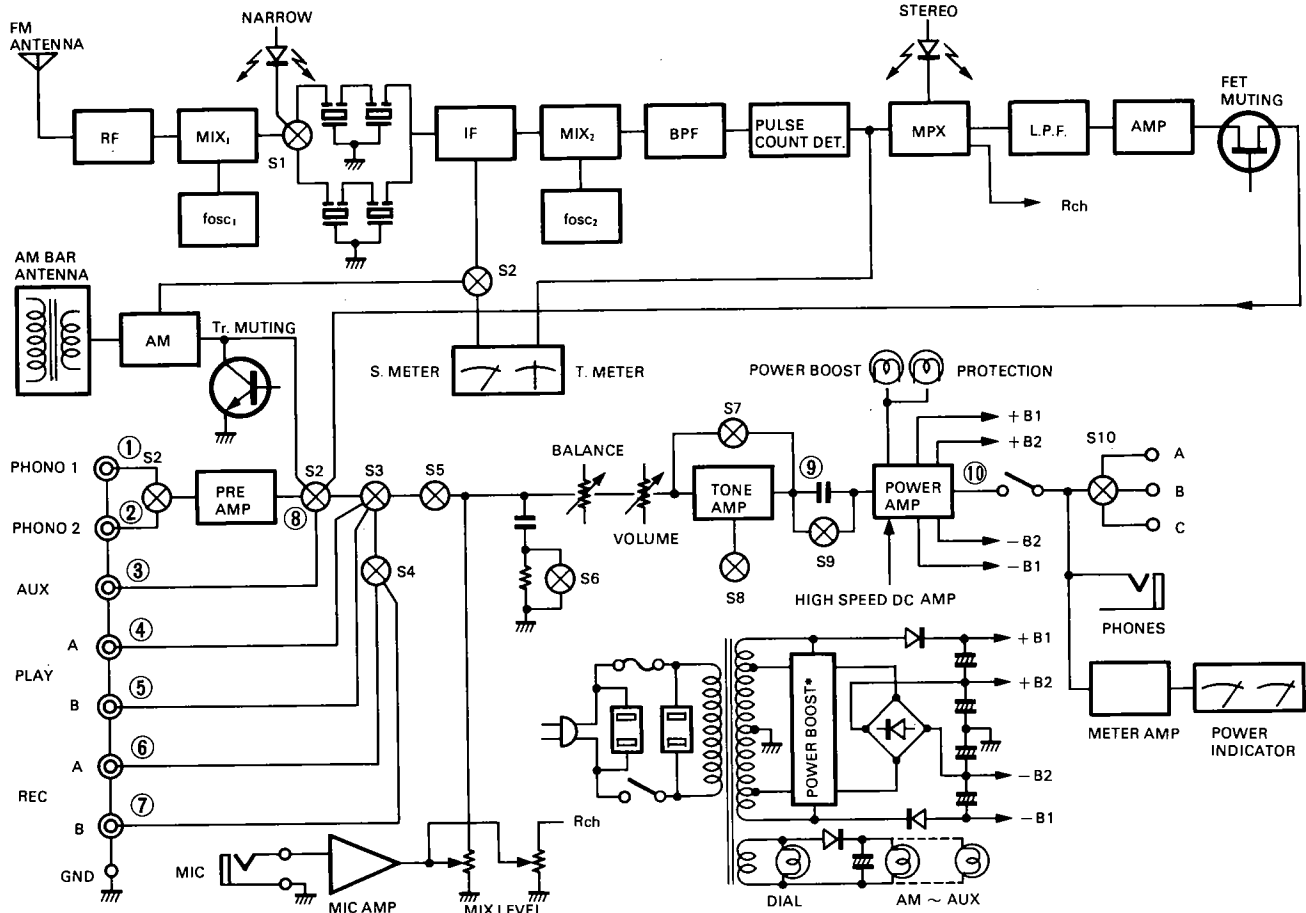 FM
ANTENNA
NARROW
STEREO
FET
MUTING
RF
MIX₁
S1
IF
MIX₂
BPF
PULSE
COUNT DET.
MPX
L.P.F.
AMP
fosc₁
fosc₂
Rch
AM BAR
ANTENNA
S2
AM
Tr. MUTING
S. METER
T. METER
POWER BOOST
PROTECTION
S7
+B1
+B2
S10
A
B
C
PHONO 1
①
S2
PRE
AMP
S2
⑧
S3
S5
BALANCE
VOLUME
TONE
AMP
⑨
POWER
AMP
⑩
PHONO 2
②
−B2
−B1
AUX
③
S4
S6
S8
S9
HIGH SPEED DC AMP
PHONES
A
④
PLAY
B
⑤
POWER BOOST*
+B1
+B2
METER AMP
POWER
INDICATOR
A
⑥
REC
B
⑦
−B2
−B1
GND
MIC
MIC AMP
MIX LEVEL
Rch
DIAL
AM ~ AUX